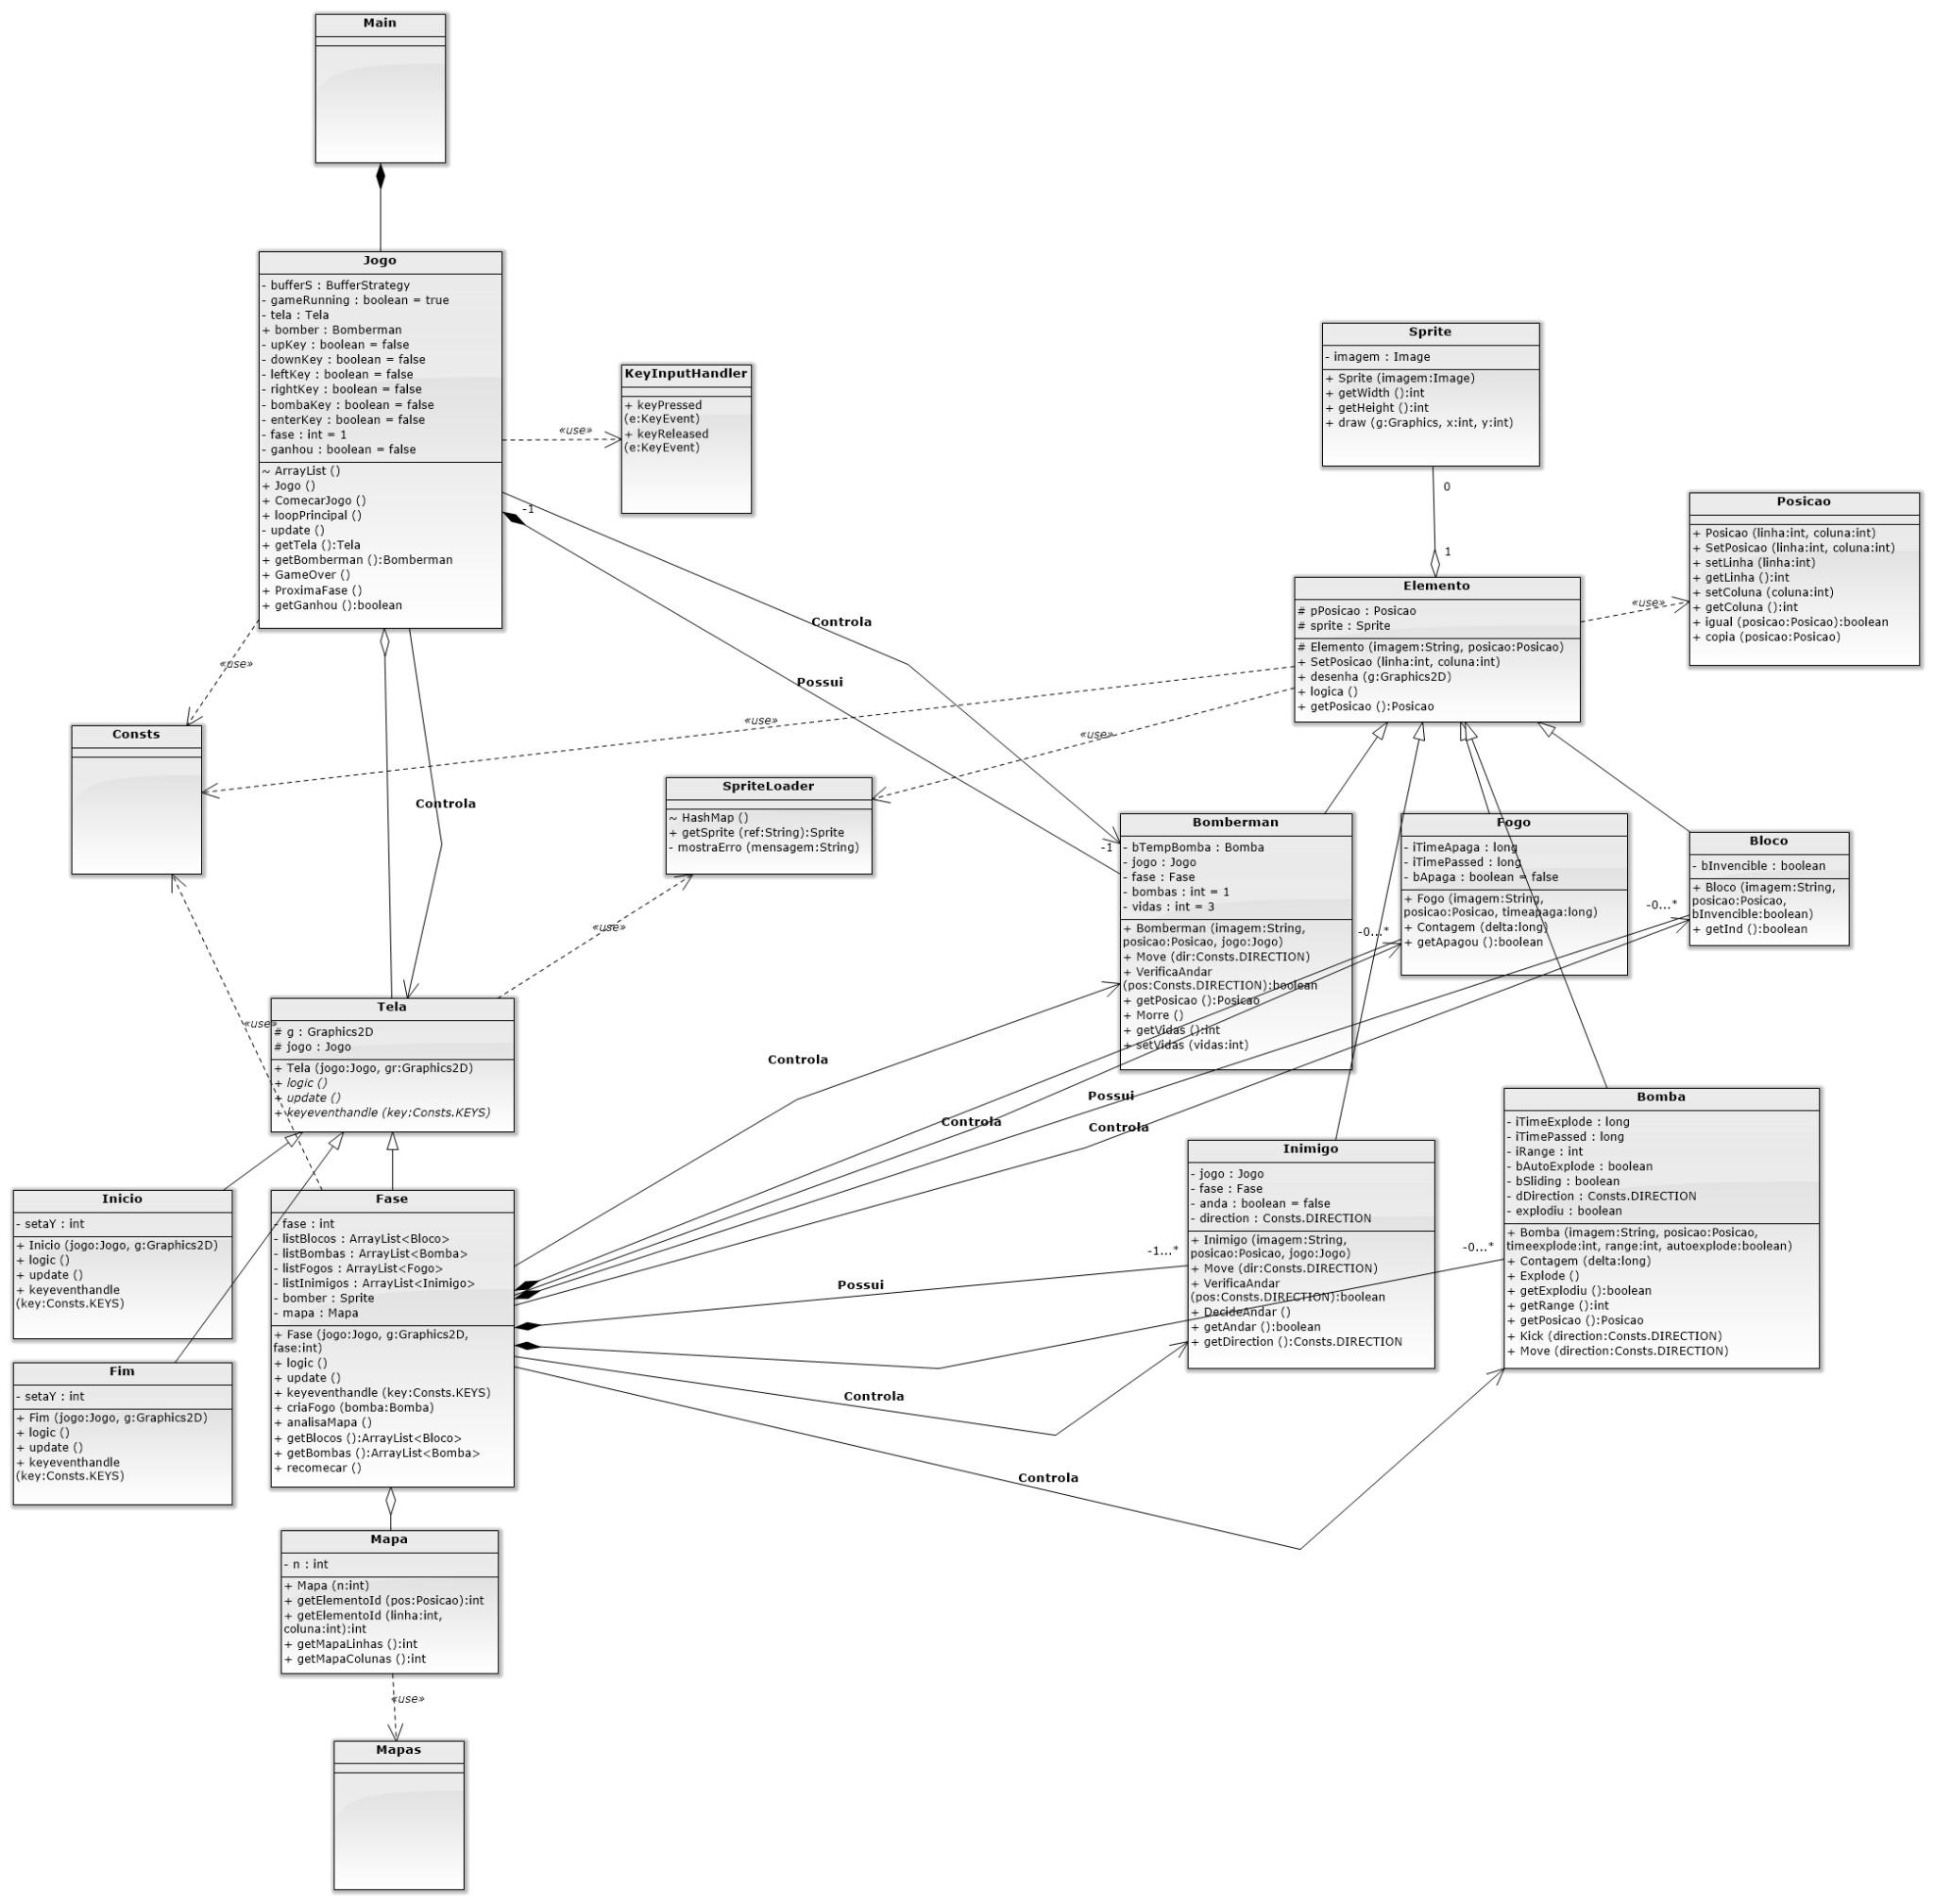 Main
Jogo
- bufferS : BufferStrategy
- gameRunning : boolean = true
- tela : Tela
+ bomber : Bomberman
- upKey : boolean = false
- downKey : boolean = false
- leftKey : boolean = false
- rightKey : boolean = false
- bombaKey : boolean = false
- enterKey : boolean = false
- fase : int = 1
- ganhou : boolean = false
~ ArrayList ()
+ Jogo ()
+ ComecarJogo ()
+ loopPrincipal ()
- update ()
+ getTela ():Tela
+ getBomberman ():Bomberman
+ GameOver ()
+ ProximaFase ()
+ getGanhou ():boolean
«use»
KeyInputHandler
+ keyPressed
(e:KeyEvent)
+ keyReleased
(e:KeyEvent)
-1
Controla
Possui
Sprite
- imagem : Image
+ Sprite (imagem:Image)
+ getWidth ():int
+ getHeight ():int
+ draw (g:Graphics, x:int, y:int)
0
1
Posicao
+ Posicao (linha:int, coluna:int)
+ SetPosicao (linha:int, coluna:int)
+ setLinha (linha:int)
+ getLinha ():int
+ setColuna (coluna:int)
+ getColuna ():int
+ igual (posicao:Posicao):boolean
+ copia (posicao:Posicao)
Elemento
# pPosicao : Posicao
# sprite : Sprite
# Elemento (imagem:String, posicao:Posicao)
+ SetPosicao (linha:int, coluna:int)
+ desenha (g:Graphics2D)
+ logica ()
+ getPosicao ():Posicao
«use»
«use»
«use»
«use»
Consts
Controla
SpriteLoader
~ HashMap ()
+ getSprite (ref:String):Sprite
- mostraErro (mensagem:String)
«use»
-1
Bomberman
- bTempBomba : Bomba
- jogo : Jogo
- fase : Fase
- bombas : int = 1
- vidas : int = 3
+ Bomberman (imagem:String,
posicao:Posicao, jogo:Jogo)
+ Move (dir:Consts.DIRECTION)
+ VerificaAndar
(pos:Consts.DIRECTION):boolean
+ getPosicao ():Posicao
+ Morre ()
+ getVidas ():int
+ setVidas (vidas:int)
-0...*
Fogo
- iTimeApaga : long
- iTimePassed : long
- bApaga : boolean = false
+ Fogo (imagem:String,
posicao:Posicao, timeapaga:long)
+ Contagem (delta:long)
+ getApagou ():boolean
-0...*
Bloco
- bInvencible : boolean
+ Bloco (imagem:String,
posicao:Posicao,
bInvencible:boolean)
+ getInd ():boolean
«use»
Tela
# g : Graphics2D
# jogo : Jogo
+ Tela (jogo:Jogo, gr:Graphics2D)
+ logic ()
+ update ()
+ keyeventhandle (key:Consts.KEYS)
Controla
Controla
Possui
Controla
Inicio
- setaY : int
+ Inicio (jogo:Jogo, g:Graphics2D)
+ logic ()
+ update ()
+ keyeventhandle
(key:Consts.KEYS)
Fim
- setaY : int
+ Fim (jogo:Jogo, g:Graphics2D)
+ logic ()
+ update ()
+ keyeventhandle
(key:Consts.KEYS)
Fase
- fase : int
- listBlocos : ArrayList<Bloco>
- listBombas : ArrayList<Bomba>
- listFogos : ArrayList<Fogo>
- listInimigos : ArrayList<Inimigo>
- bomber : Sprite
- mapa : Mapa
+ Fase (jogo:Jogo, g:Graphics2D,
fase:int)
+ logic ()
+ update ()
+ keyeventhandle (key:Consts.KEYS)
+ criaFogo (bomba:Bomba)
+ analisaMapa ()
+ getBlocos ():ArrayList<Bloco>
+ getBombas ():ArrayList<Bomba>
+ recomecar ()
Possui
Controla
Controla
-1...*
Inimigo
- jogo : Jogo
- fase : Fase
- anda : boolean = false
- direction : Consts.DIRECTION
+ Inimigo (imagem:String,
posicao:Posicao, jogo:Jogo)
+ Move (dir:Consts.DIRECTION)
+ VerificaAndar
(pos:Consts.DIRECTION):boolean
+ DecideAndar ()
+ getAndar ():boolean
+ getDirection ():Consts.DIRECTION
-0...*
Bomba
- iTimeExplode : long
- iTimePassed : long
- iRange : int
- bAutoExplode : boolean
- bSliding : boolean
- dDirection : Consts.DIRECTION
- explodiu : boolean
+ Bomba (imagem:String, posicao:Posicao,
timeexplode:int, range:int, autoexplode:boolean)
+ Contagem (delta:long)
+ Explode ()
+ getExplodiu ():boolean
+ getRange ():int
+ getPosicao ():Posicao
+ Kick (direction:Consts.DIRECTION)
+ Move (direction:Consts.DIRECTION)
Mapa
- n : int
+ Mapa (n:int)
+ getElementoId (pos:Posicao):int
+ getElementoId (linha:int,
coluna:int):int
+ getMapaLinhas ():int
+ getMapaColunas ():int
«use»
Mapas